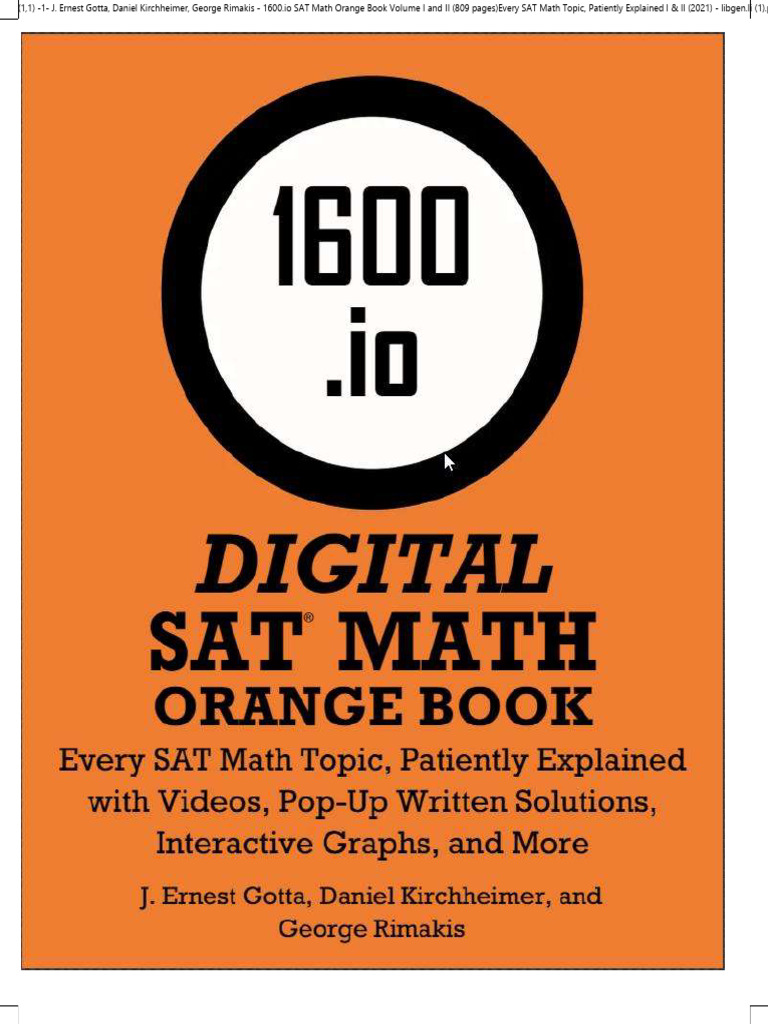 (1,1) -1- J. Ernest Gotta, Daniel Kirchheimer, George Rimakis - 1600.io SAT Math Orange Book Volume I and II (809 pages)Every SAT Math Topic, Patiently Explained I & II (2021) - libgen.li (1).
1600
.io
DIGITAL
SAT® MATH
ORANGE BOOK
Every SAT Math Topic, Patiently Explained
with Videos, Pop-Up Written Solutions,
Interactive Graphs, and More
J. Ernest Gotta, Daniel Kirchheimer, and
George Rimakis